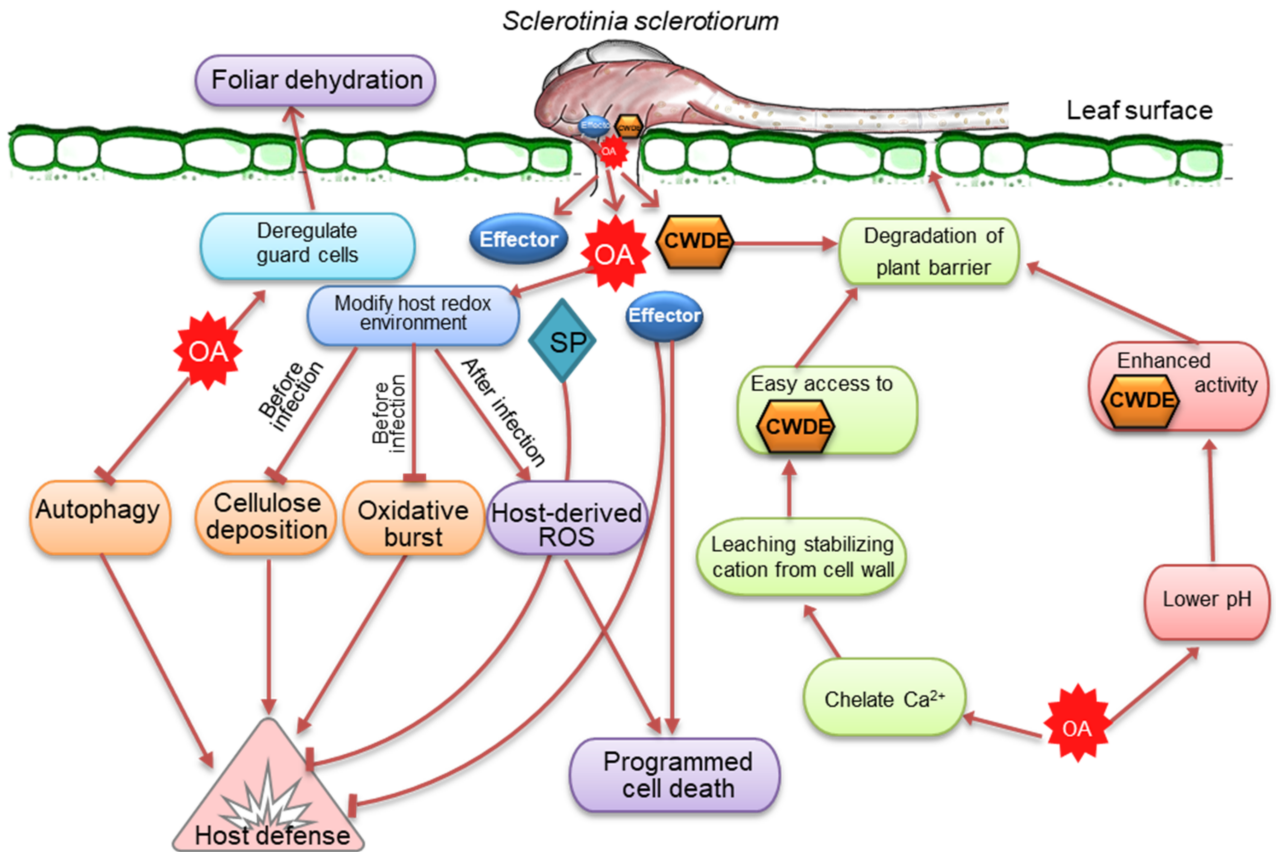 Sclerotinia sclerotiorum
Foliar dehydration
Leaf surface
CWDE
OA
Deregulate
guard cells
Effector
OA
CWDE
Degradation of
plant barrier
Modify host redox
environment
SP
Effector
OA
Before
infection
Before
infection
After infection
Easy access to
CWDE
Enhanced
activity
CWDE
Autophagy
Cellulose
deposition
Oxidative
burst
Host-derived
ROS
Leaching stabilizing
cation from cell wall
Lower pH
Chelate Ca²⁺
OA
Programmed
cell death
Host defense